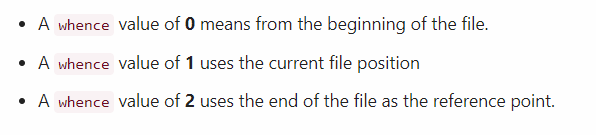 • A whence value of 0 means from the beginning of the file.
• A whence value of 1 uses the current file position
• A whence value of 2 uses the end of the file as the reference point.